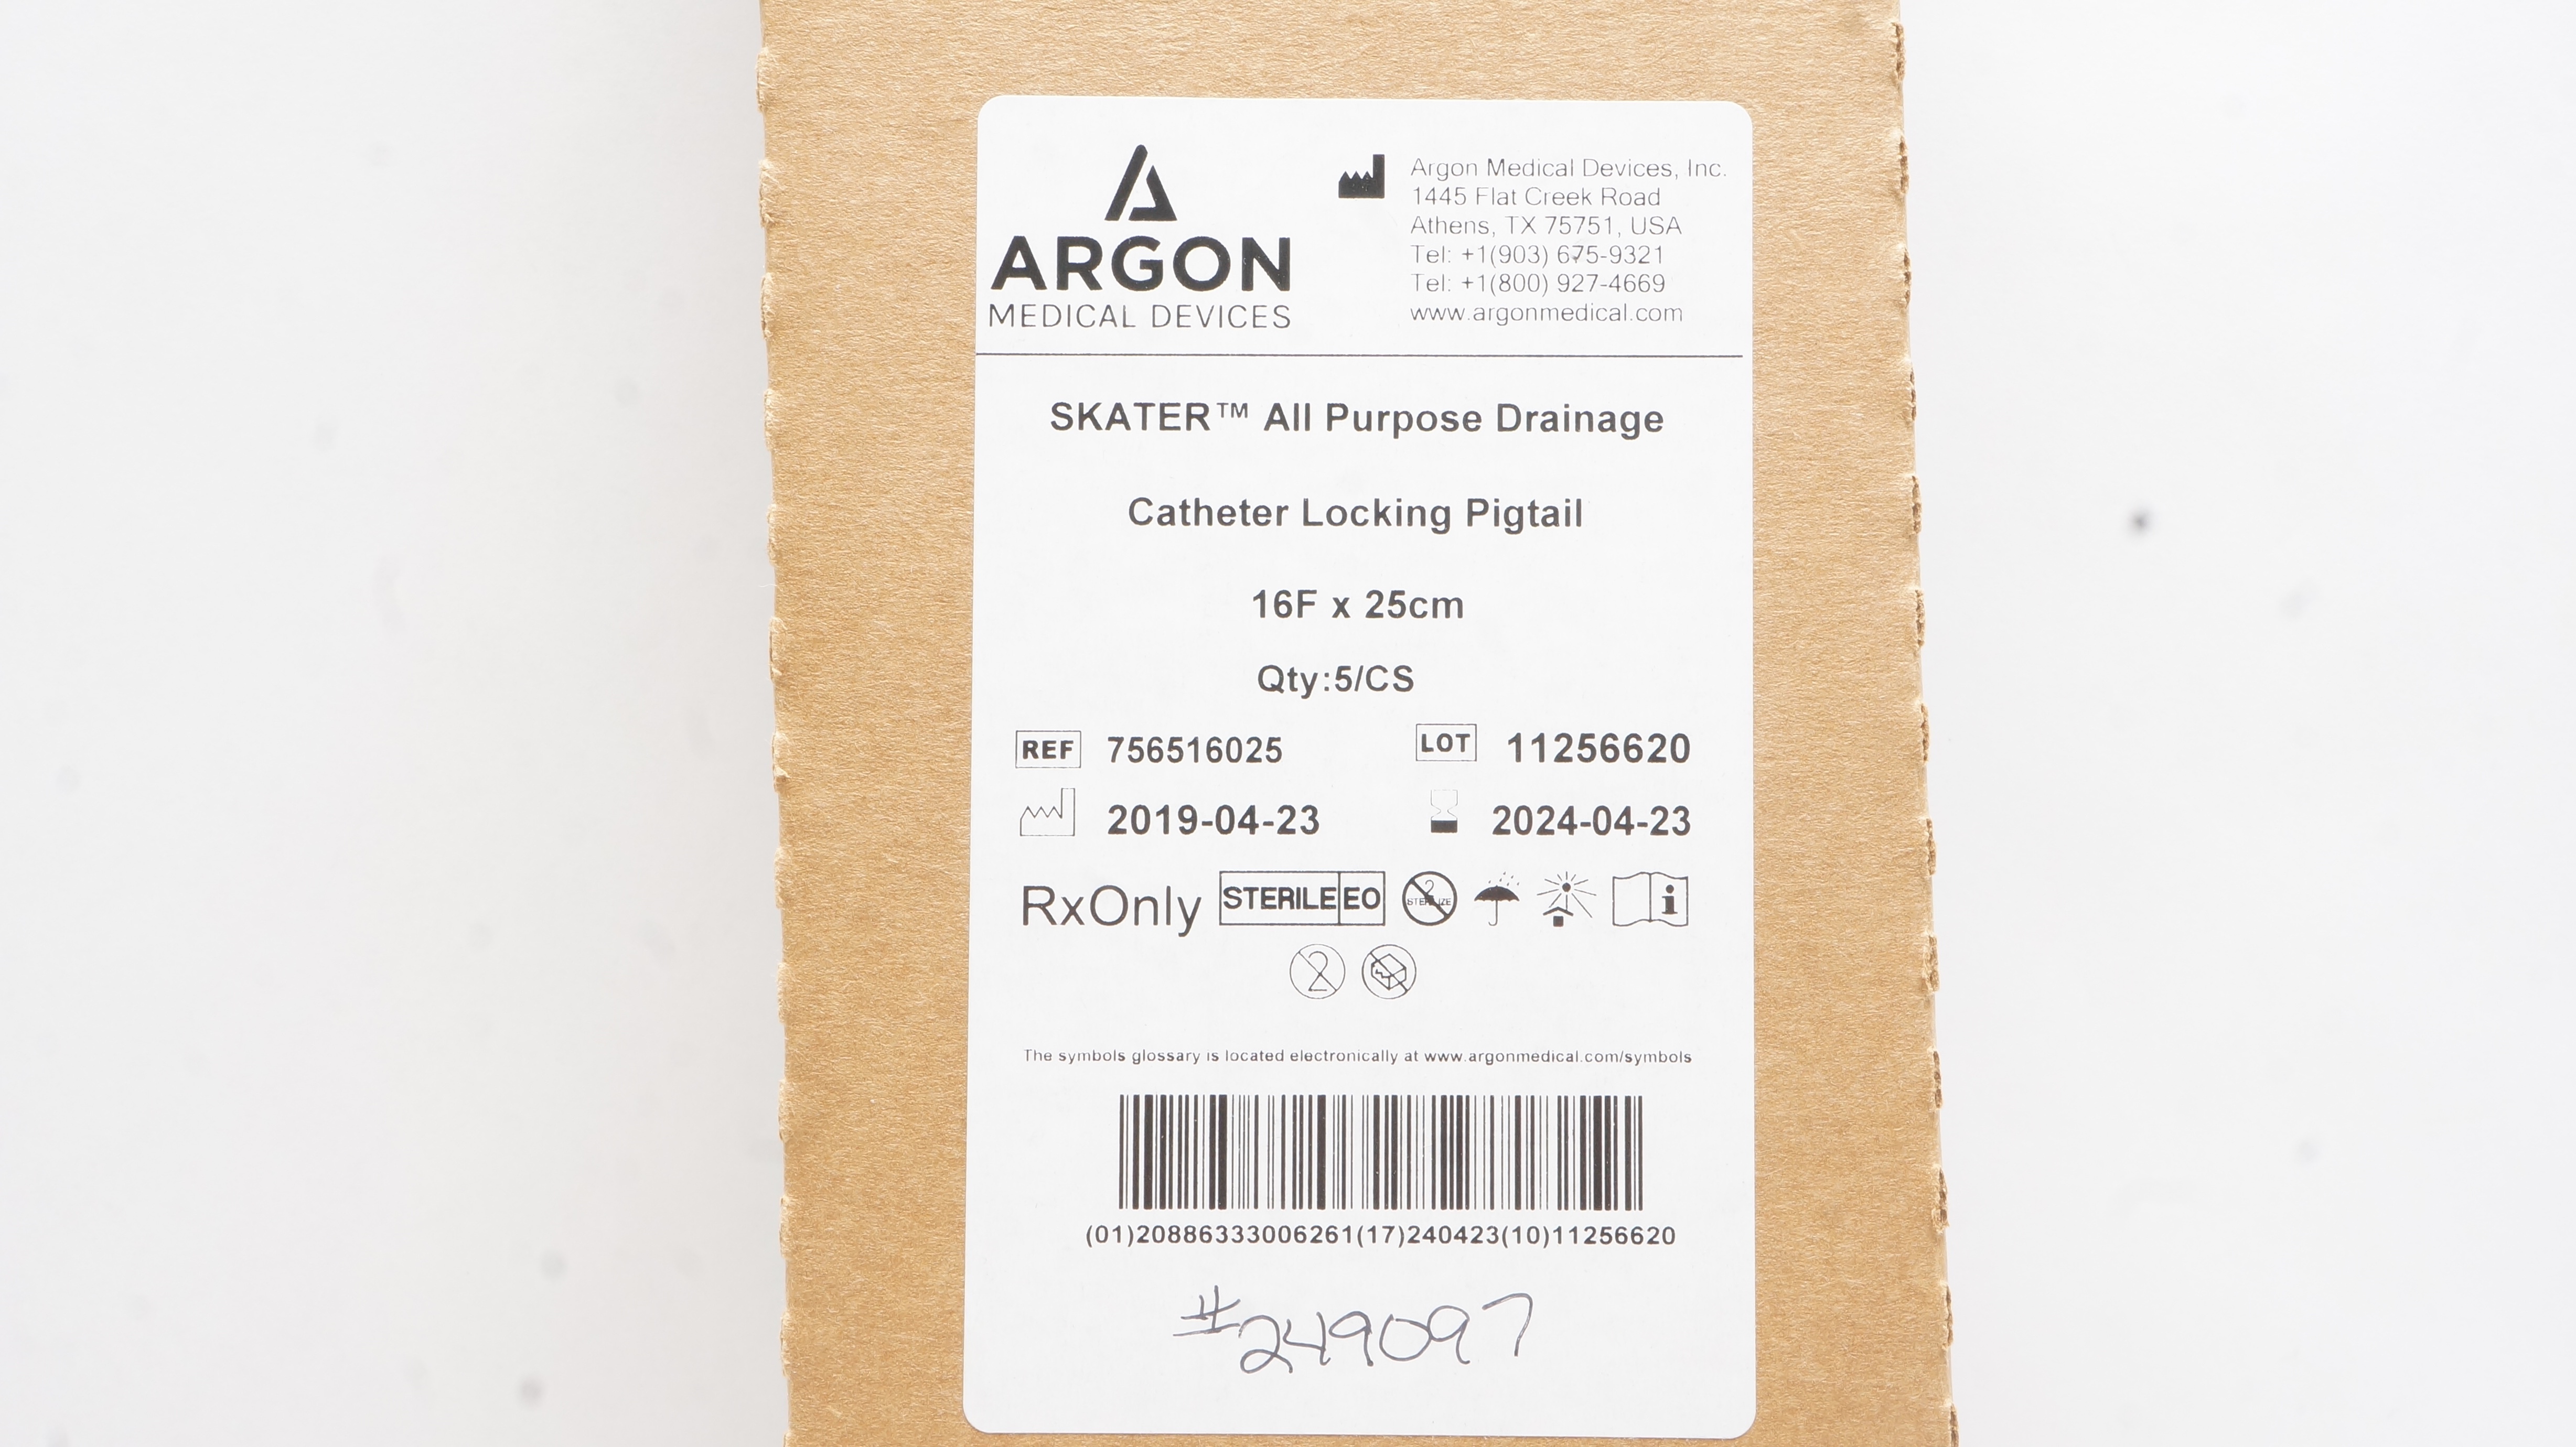 ARGON
MEDICAL DEVICES
Argon Medical Devices, Inc.
1445 Flat Creek Road
Athens, TX 75751, USA
Tel: +1(903) 675-9321
Tel: +1(800) 927-4669
www.argonmedical.com
SKATER™ All Purpose Drainage
Catheter Locking Pigtail
16F x 25cm
Qty:5/CS
REF 756516025 LOT 11256620
2019-04-23 2024-04-23
RxOnly STERILE EO 2 STERILIZE i
2
The symbols glossary is located electronically at www.argonmedical.com/symbols
(01)20886333006261(17)240423(10)11256620
#249097